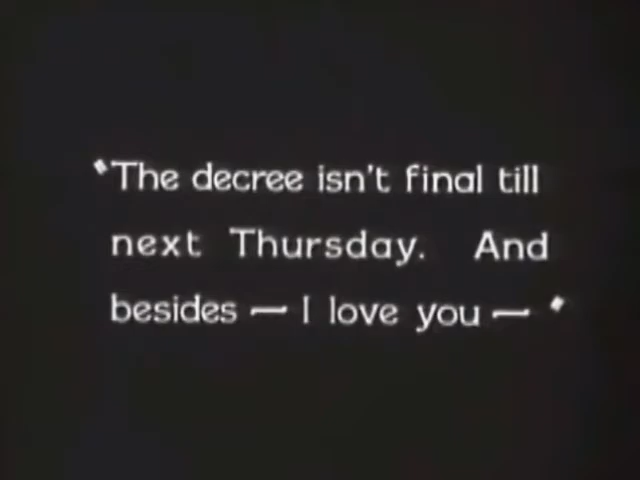 "The decree isn't final till
next Thursday. And
besides — I love you — "